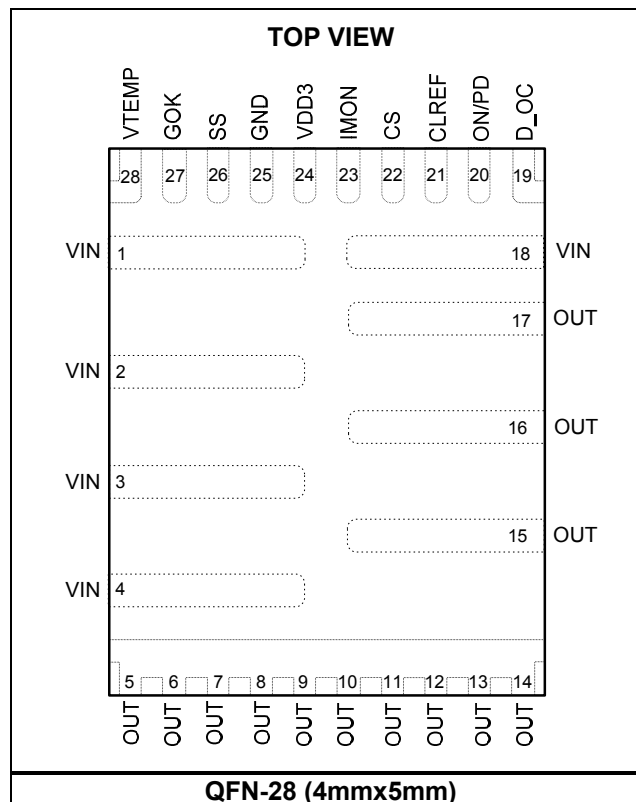 TOP VIEW
VTEMP GOK SS GND VDD3 IMON CS CLREF ON/PD D_OC
28 27 26 25 24 23 22 21 20 19
VIN 1 18 VIN
17 OUT
VIN 2
16 OUT
VIN 3
15 OUT
VIN 4
5 6 7 8 9 10 11 12 13 14
OUT OUT OUT OUT OUT OUT OUT OUT OUT OUT
QFN-28 (4mmx5mm)